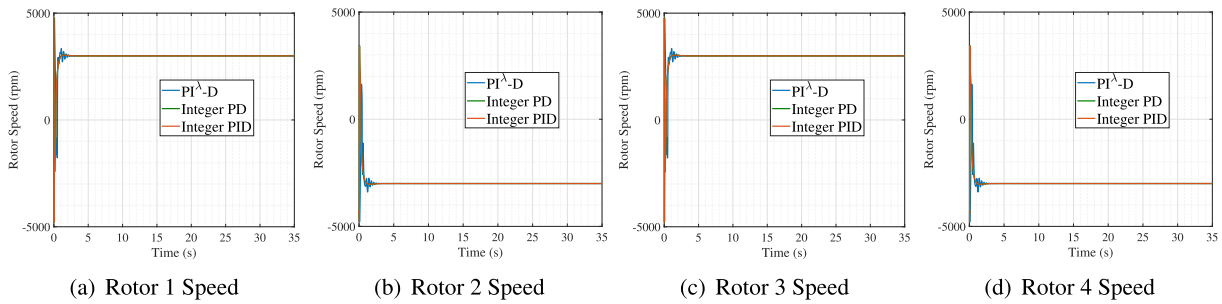 5000
0
-5000
Rotor Speed (rpm)
PI^λ-D
Integer PD
Integer PID
0 5 10 15 20 25 30 35
Time (s)
(a) Rotor 1 Speed
5000
0
-5000
Rotor Speed (rpm)
PI^λ-D
Integer PD
Integer PID
0 5 10 15 20 25 30 35
Time (s)
(b) Rotor 2 Speed
5000
0
-5000
Rotor Speed (rpm)
PI^λ-D
Integer PD
Integer PID
0 5 10 15 20 25 30 35
Time (s)
(c) Rotor 3 Speed
5000
0
-5000
Rotor Speed (rpm)
PI^λ-D
Integer PD
Integer PID
0 5 10 15 20 25 30 35
Time (s)
(d) Rotor 4 Speed